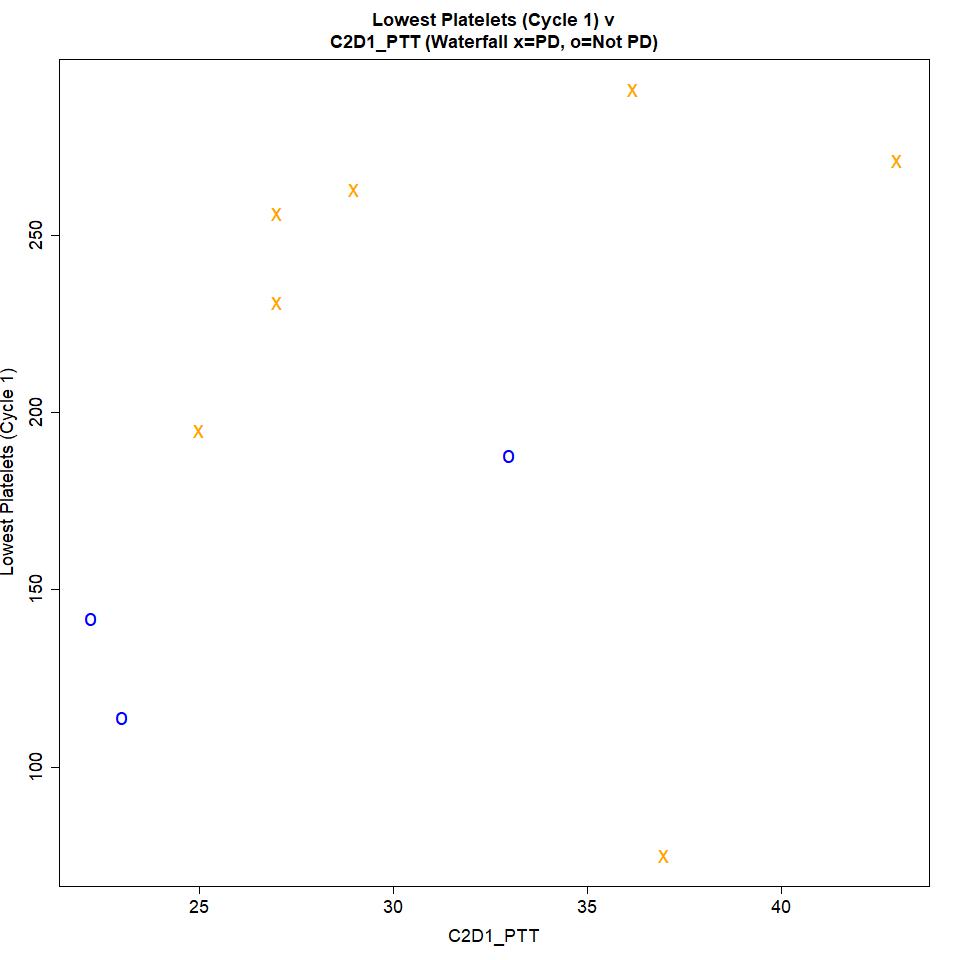 Lowest Platelets (Cycle 1) v
C2D1_PTT (Waterfall x=PD, o=Not PD)
Lowest Platelets (Cycle 1)
250
200
150
100
X
X
X
X
X
X
O
O
O
X
25
30
35
40
C2D1_PTT